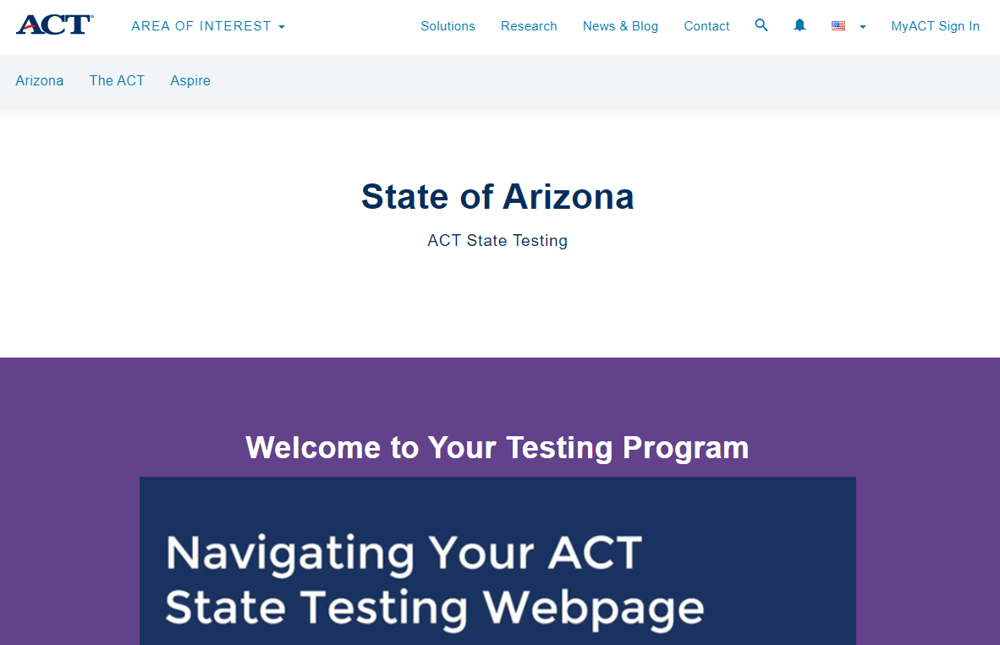 ACT® AREA OF INTEREST Solutions Research News & Blog Contact MyACT Sign In
Arizona The ACT Aspire
State of Arizona
ACT State Testing
Welcome to Your Testing Program
Navigating Your ACT
State Testing Webpage